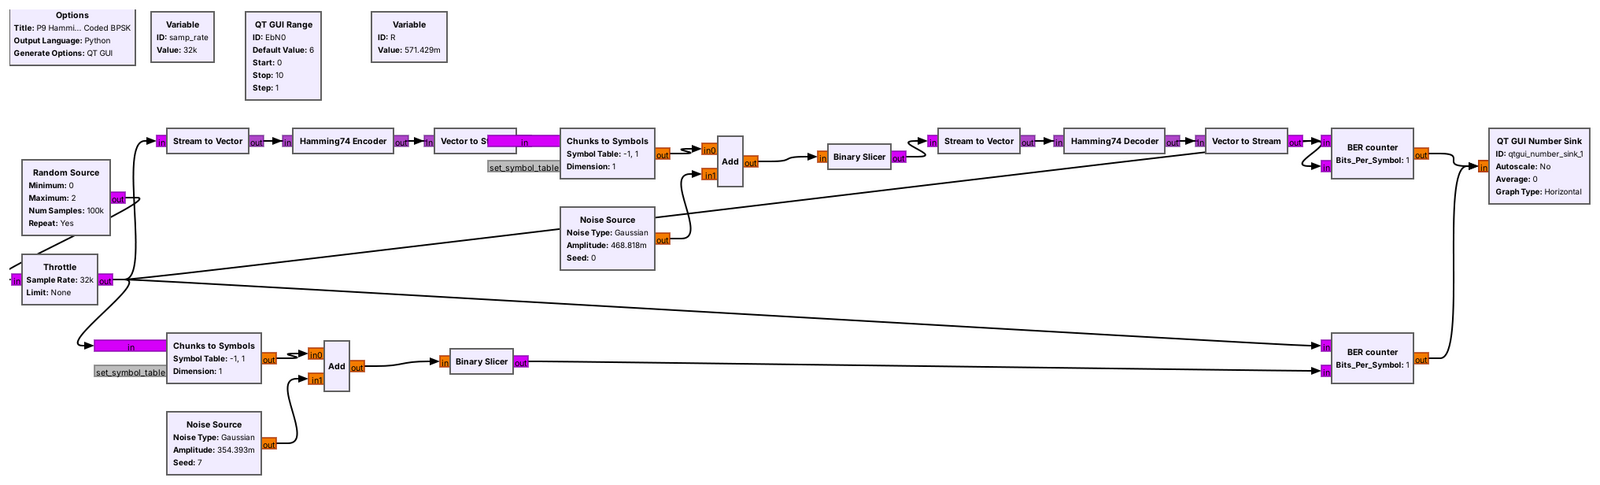 Options
Title: P9 Hammi... Coded BPSK
Output Language: Python
Generate Options: QT GUI
Variable
ID: samp_rate
Value: 32k
QT GUI Range
ID: EbN0
Default Value: 6
Start: 0
Stop: 10
Step: 1
Variable
ID: R
Value: 571.429m
in
Stream to Vector
out
in
Hamming74 Encoder
out
in
Vector to St
in
set_symbol_table
Chunks to Symbols
Symbol Table: -1, 1
Dimension: 1
out
in0
in1
Add
out
in
Binary Slicer
out
in
Stream to Vector
out
in
Hamming74 Decoder
out
in
Vector to Stream
out
in
in
BER counter
Bits_Per_Symbol: 1
out
in
QT GUI Number Sink
ID: qtgui_number_sink_1
Autoscale: No
Average: 0
Graph Type: Horizontal
Random Source
Minimum: 0
Maximum: 2
Num Samples: 100k
Repeat: Yes
out
Noise Source
Noise Type: Gaussian
Amplitude: 468.818m
Seed: 0
out
in
Throttle
Sample Rate: 32k
Limit: None
out
in
set_symbol_table
Chunks to Symbols
Symbol Table: -1, 1
Dimension: 1
out
in0
in1
Add
out
in
Binary Slicer
out
in
in
BER counter
Bits_Per_Symbol: 1
out
Noise Source
Noise Type: Gaussian
Amplitude: 354.393m
Seed: 7
out